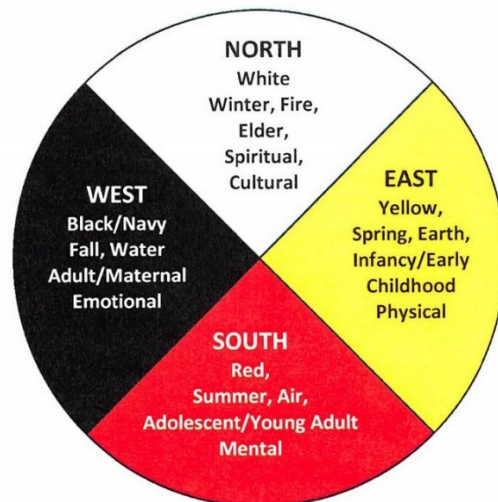 NORTH
White
Winter, Fire,
Elder,
Spiritual,
Cultural
WEST
Black/Navy
Fall, Water
Adult/Maternal
Emotional
EAST
Yellow,
Spring, Earth,
Infancy/Early
Childhood
Physical
SOUTH
Red,
Summer, Air,
Adolescent/Young Adult
Mental